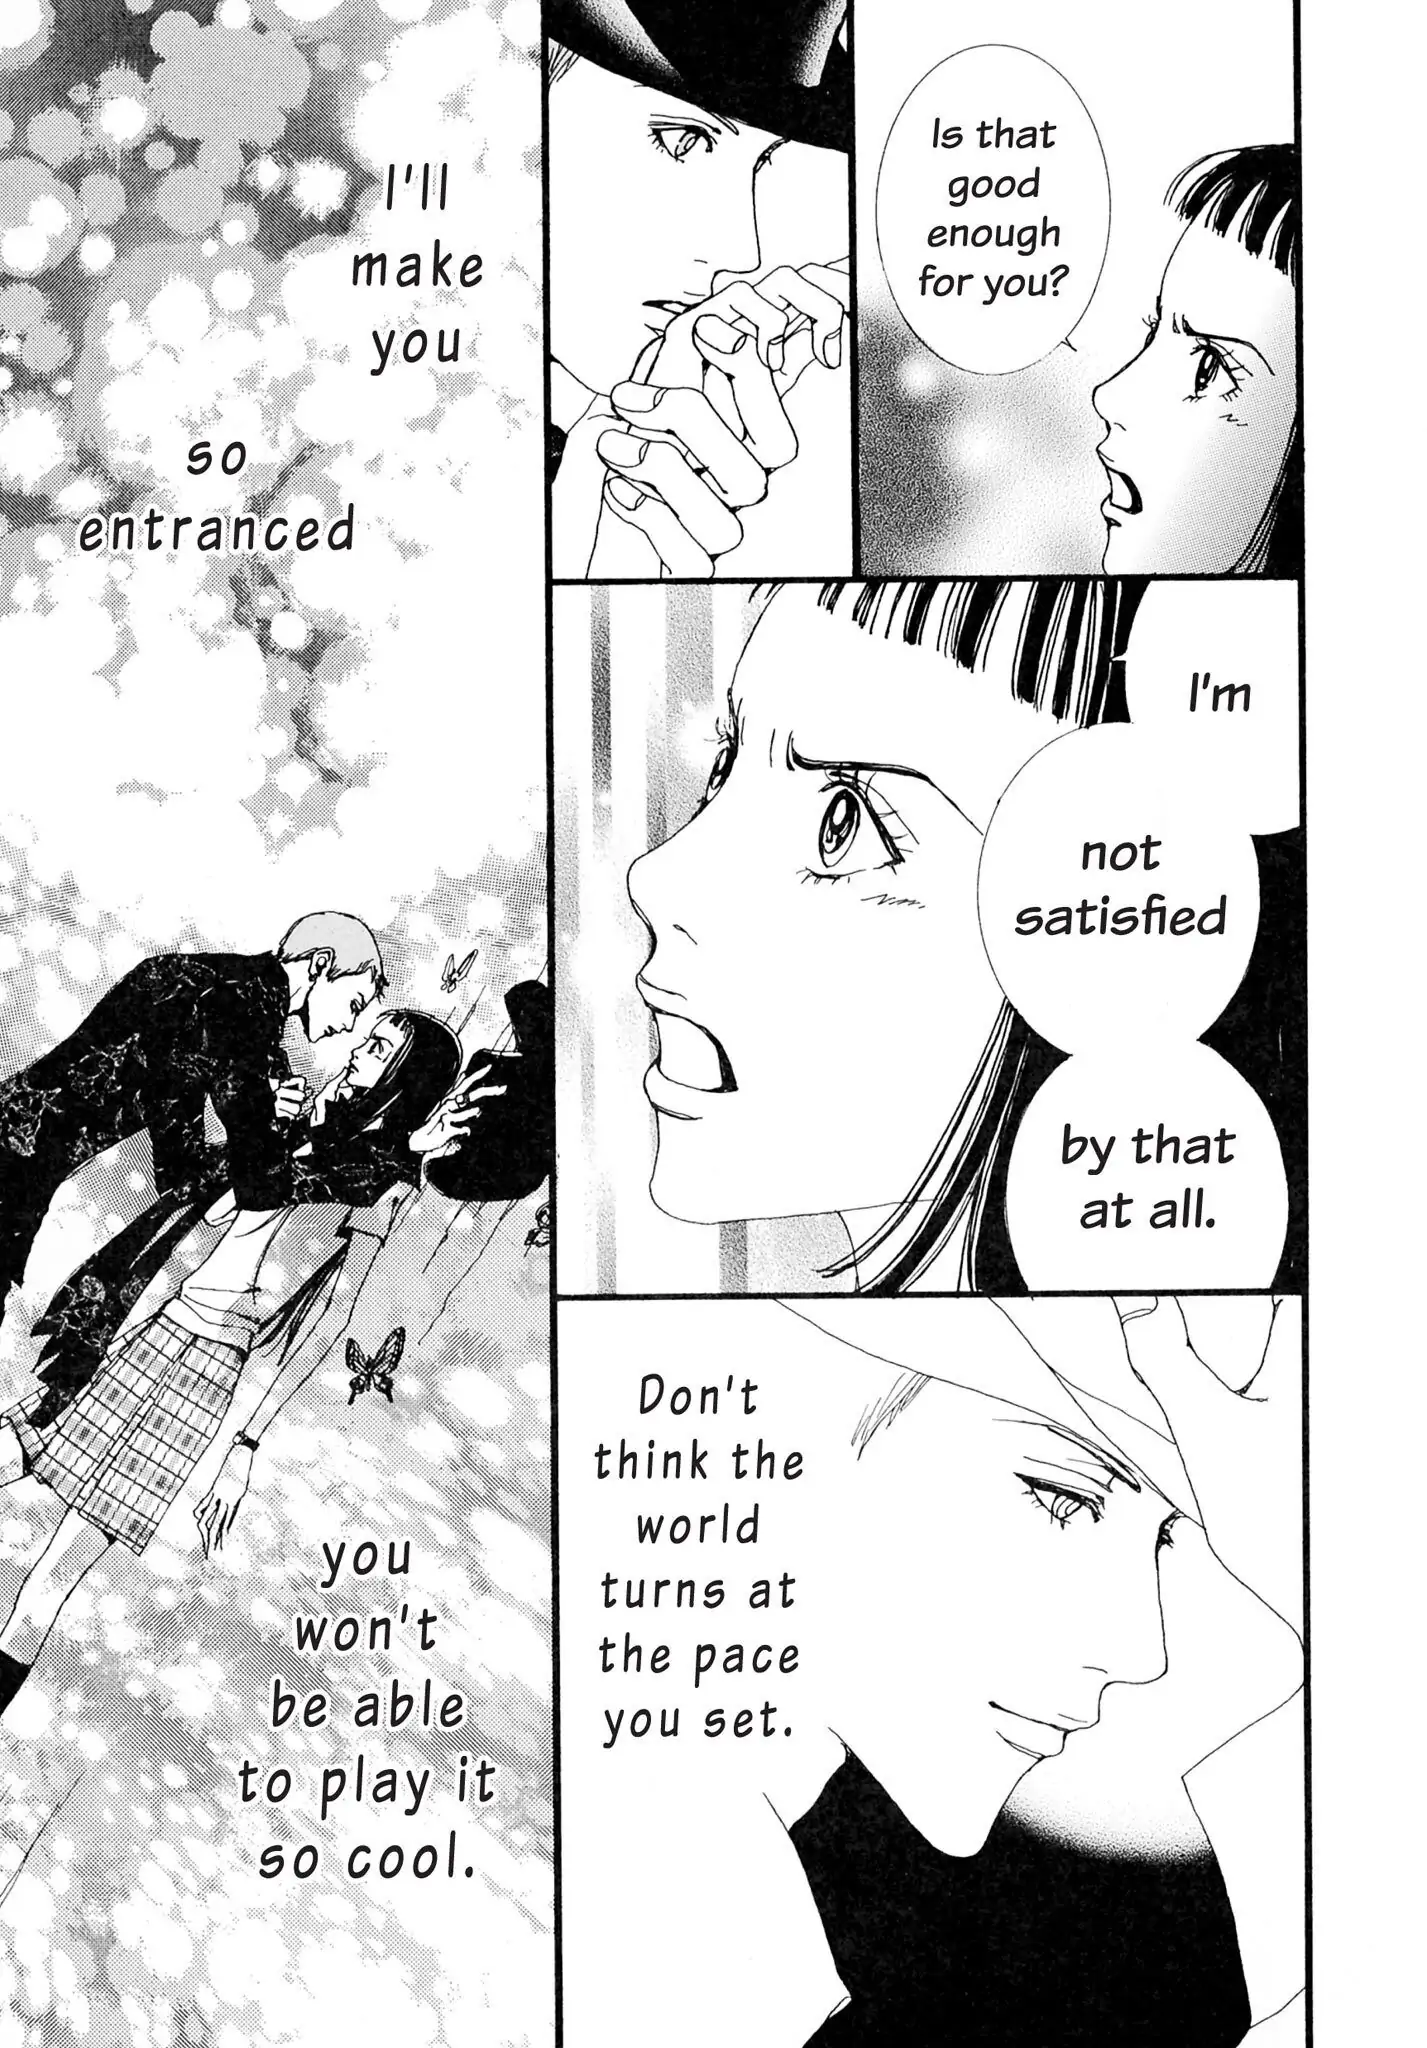 Is that
good
enough
for you?
I'm
not
satisfied
by that
at all.
Don't
think the
world
turns at
the pace
you set.
I'll
make
you
so
entranced
you
won't
be able
to play it
so cool.